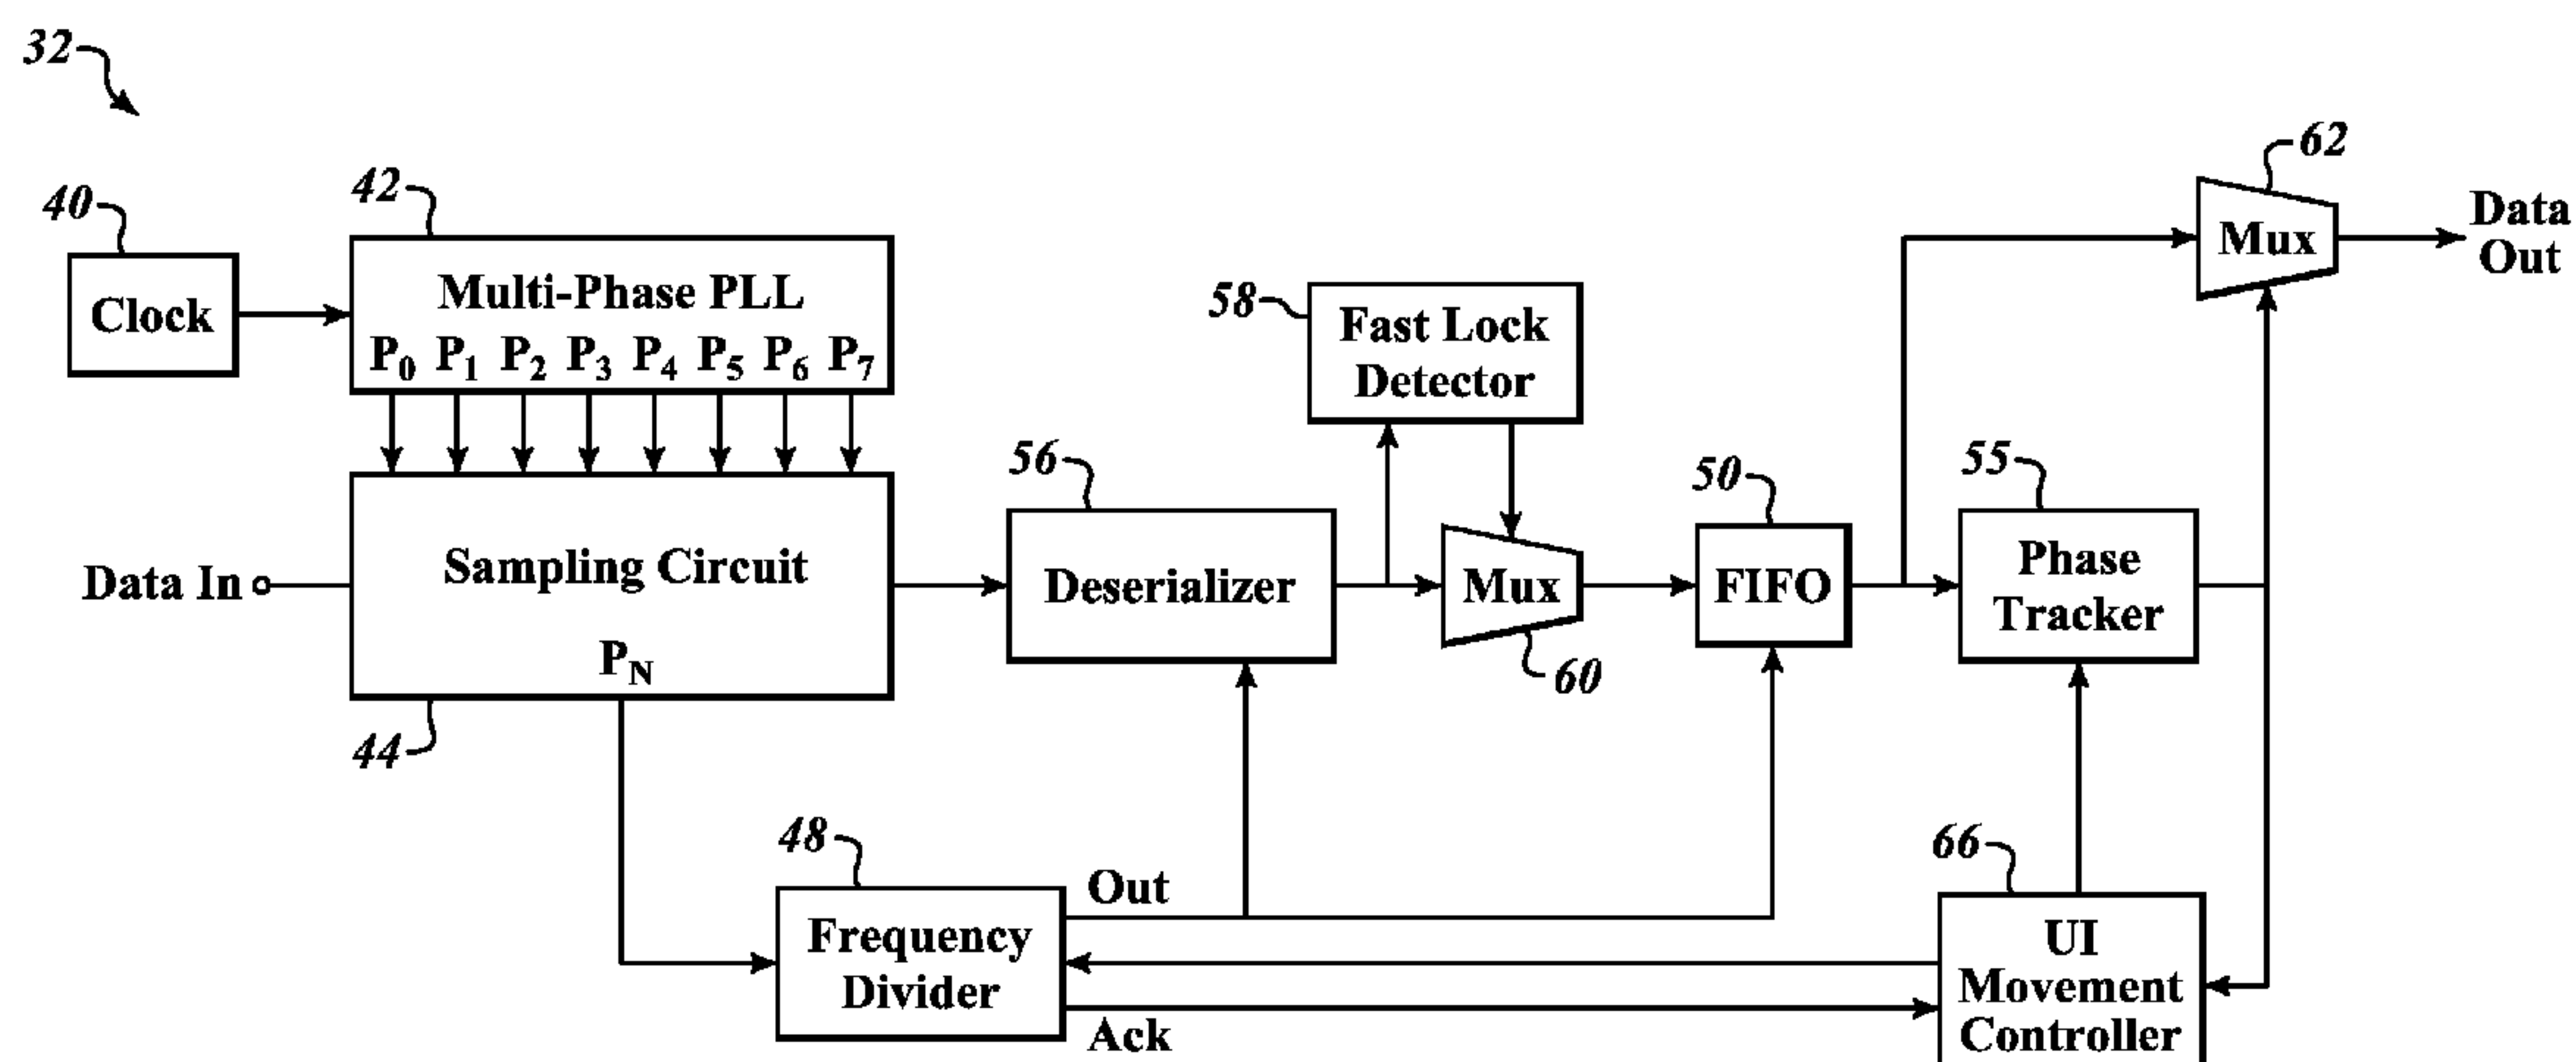 32
40
Clock
42
Multi-Phase PLL
P0 P1 P2 P3 P4 P5 P6 P7
Data In
Sampling Circuit
PN
44
56
Deserializer
58
Fast Lock
Detector
Mux
60
50
FIFO
55
Phase
Tracker
62
Mux
Data
Out
48
Frequency
Divider
Out
Ack
66
UI
Movement
Controller